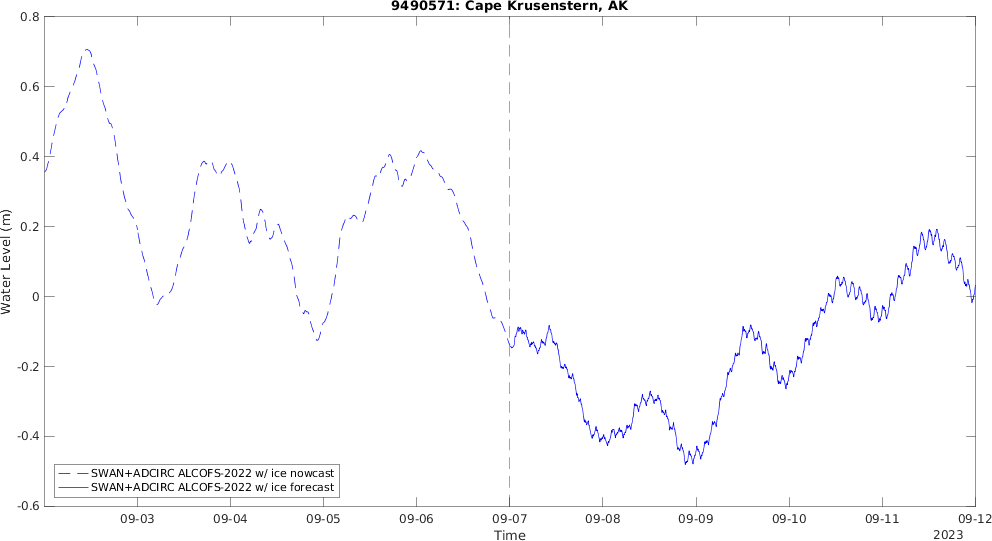 9490571: Cape Krusenstern, AK
0.8
0.6
0.4
0.2
0
-0.2
-0.4
-0.6
Water Level (m)
SWAN+ADCIRC ALCOFS-2022 w/ ice nowcast
SWAN+ADCIRC ALCOFS-2022 w/ ice forecast
09-03 09-04 09-05 09-06 09-07 09-08 09-09 09-10 09-11 09-12
Time
2023